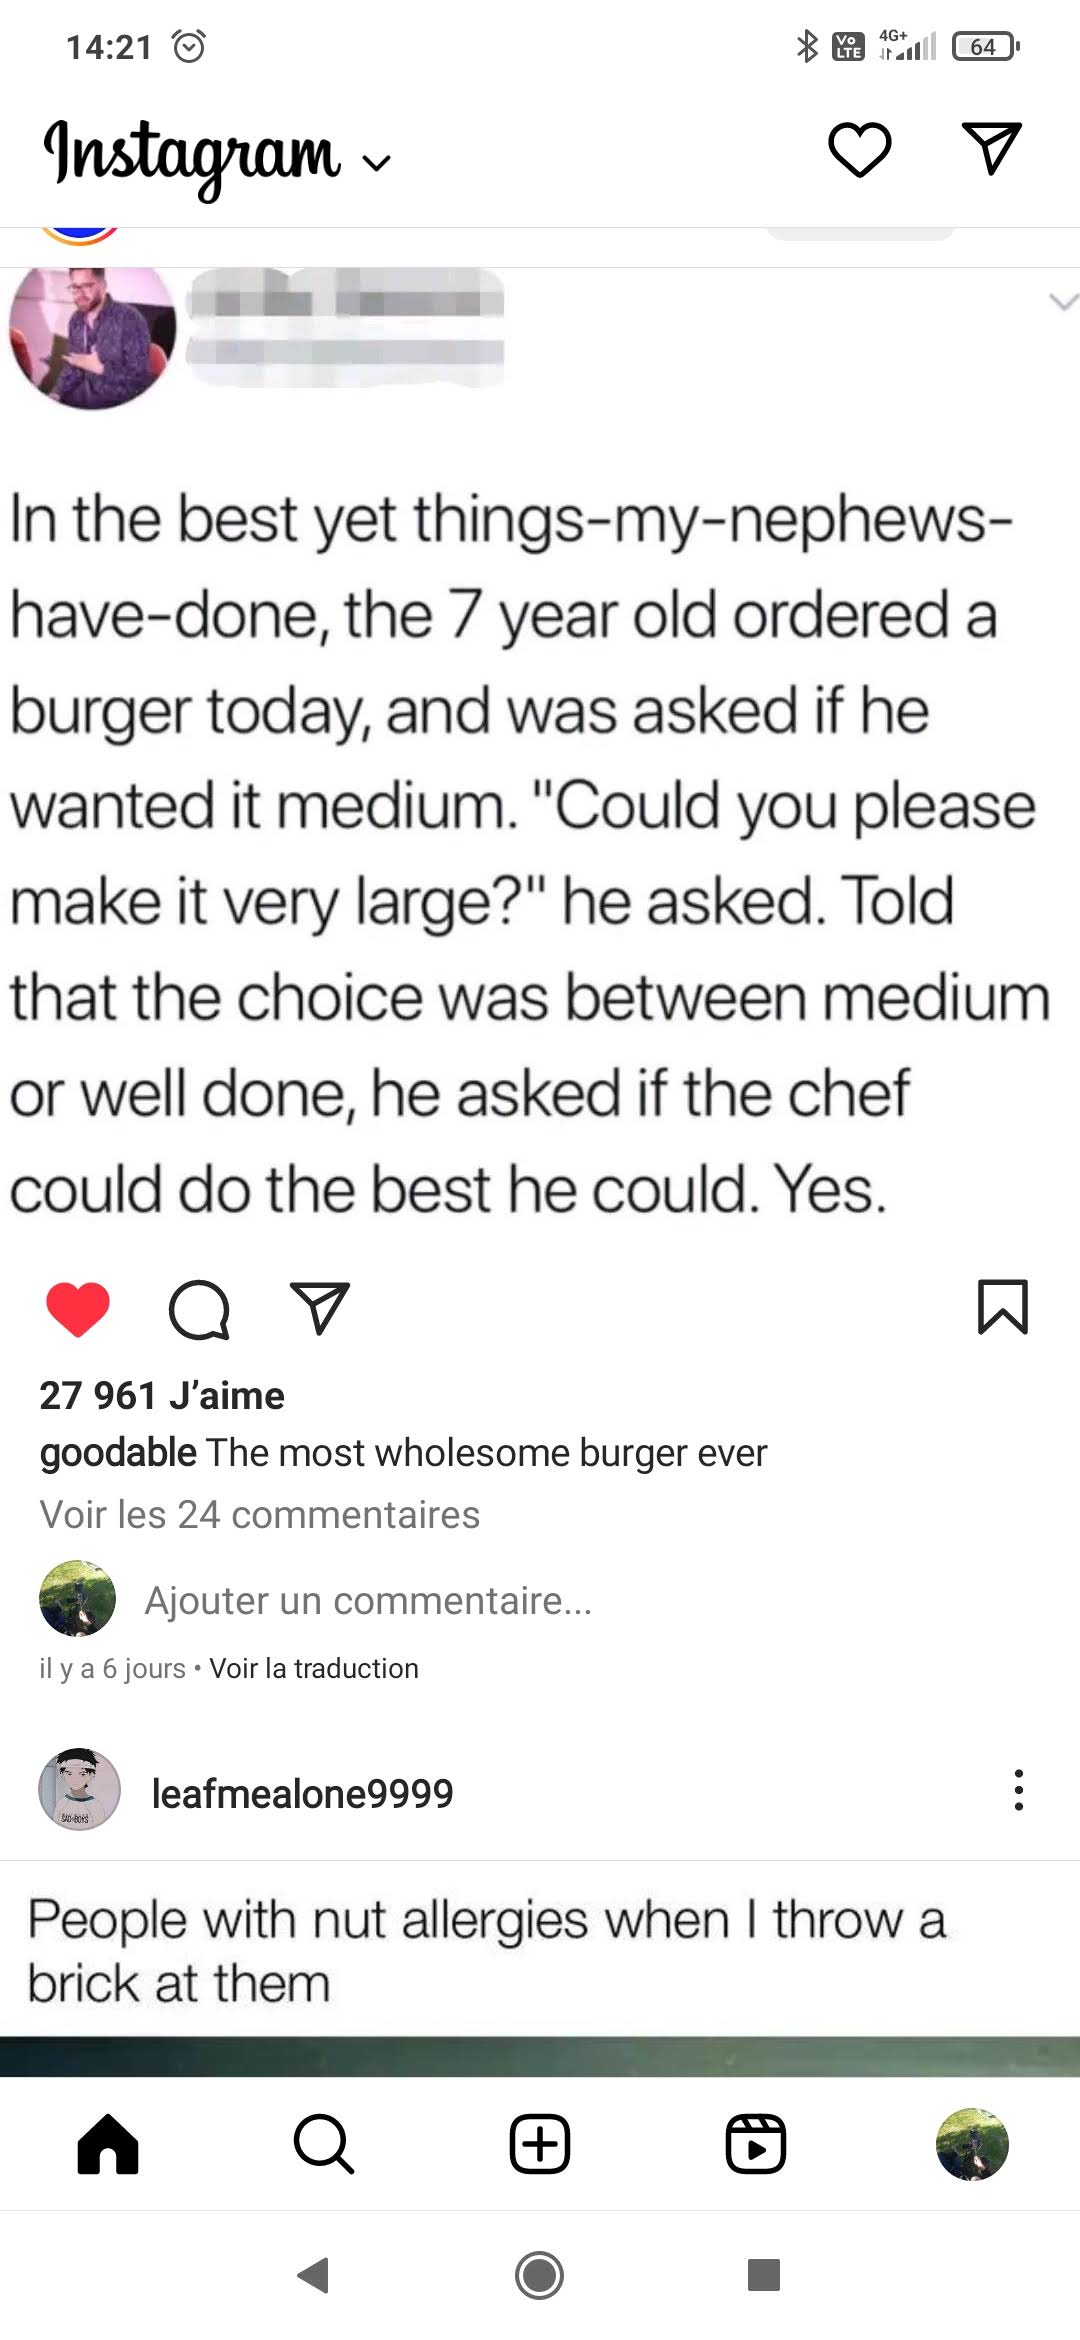 14:21
Vo
LTE
4G+
64
Instagram
In the best yet things-my-nephews-
have-done, the 7 year old ordered a
burger today, and was asked if he
wanted it medium. "Could you please
make it very large?" he asked. Told
that the choice was between medium
or well done, he asked if the chef
could do the best he could. Yes.
27 961 J’aime
goodable The most wholesome burger ever
Voir les 24 commentaires
Ajouter un commentaire...
il y a 6 jours • Voir la traduction
leafmealone9999
SAD-BOYS
People with nut allergies when I throw a
brick at them